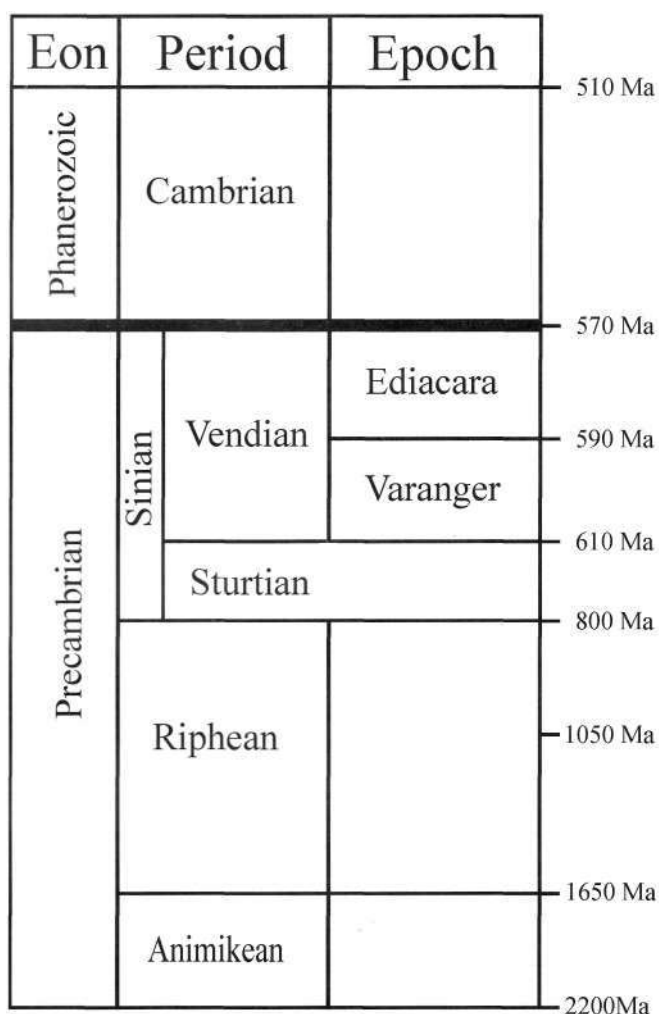 Eon Period Epoch
510 Ma
Phanerozoic
Cambrian
570 Ma
Precambrian
Sinian
Vendian
Ediacara
590 Ma
Varanger
610 Ma
Sturtian
800 Ma
Riphean
1050 Ma
1650 Ma
Animikean
2200Ma